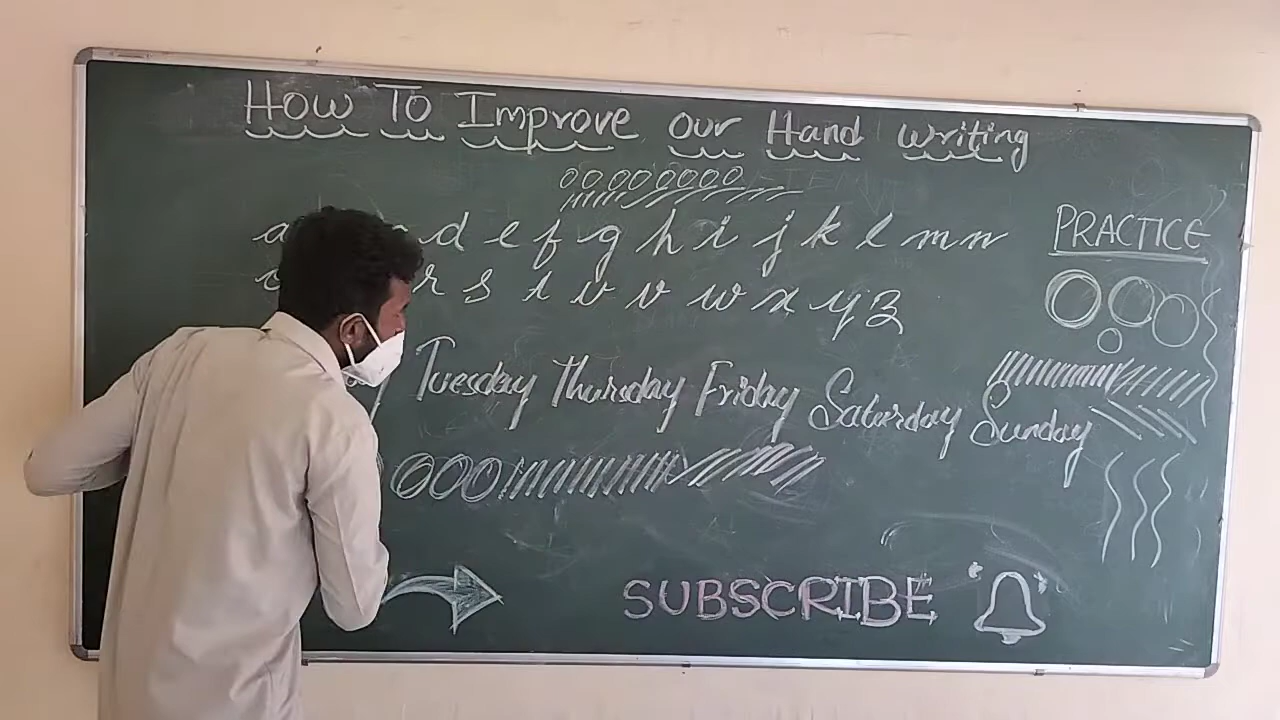 How To Improve our Hand writing
PRACTICE
a d e f g h i j k l m n
r s t u v w x y z
Tuesday Thursday Friday Saturday Sunday
SUBSCRIBE